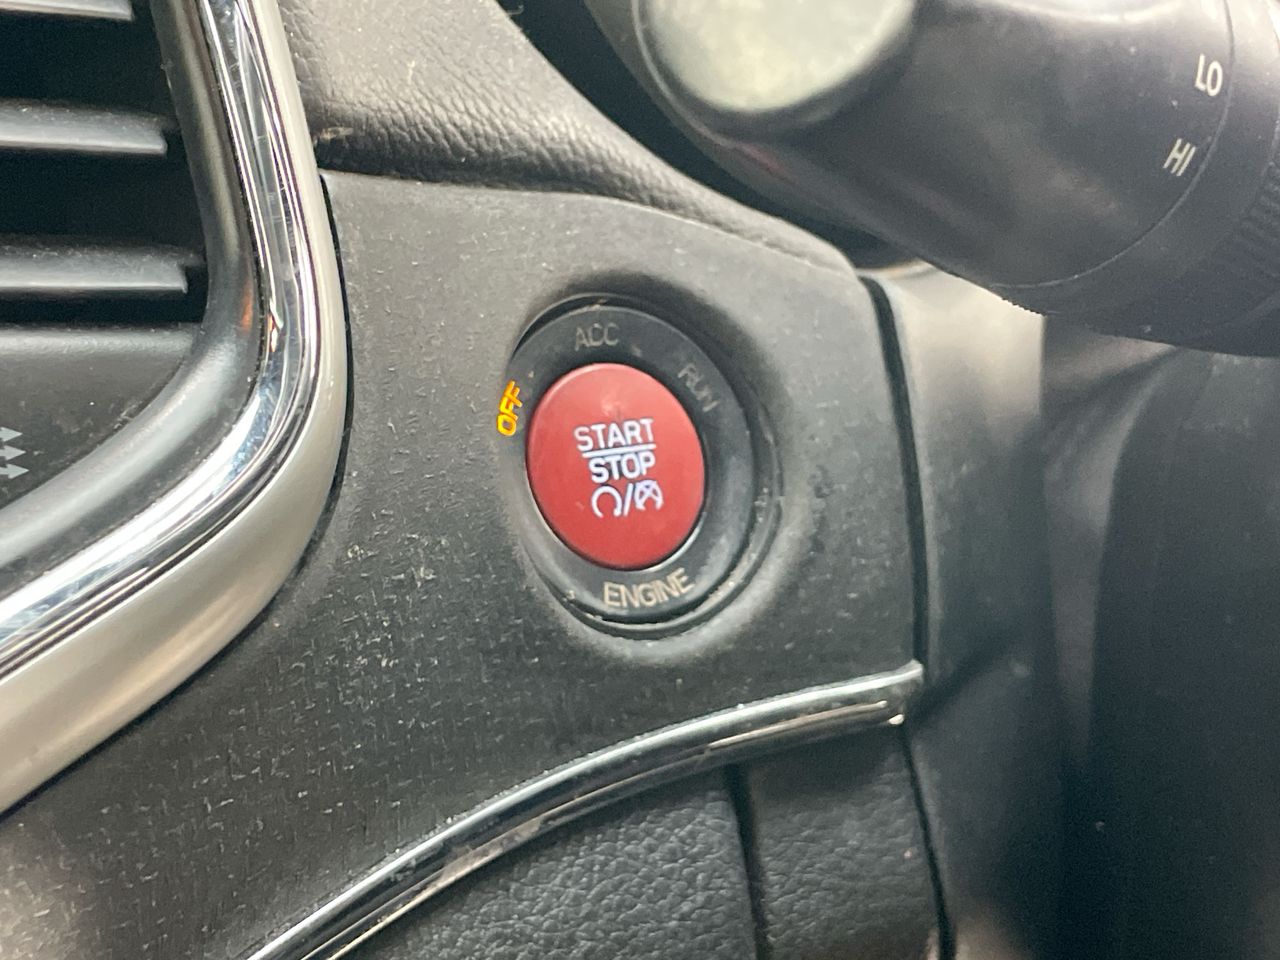 LO
HI
ACC
RUN
OFF
START
STOP
ENGINE